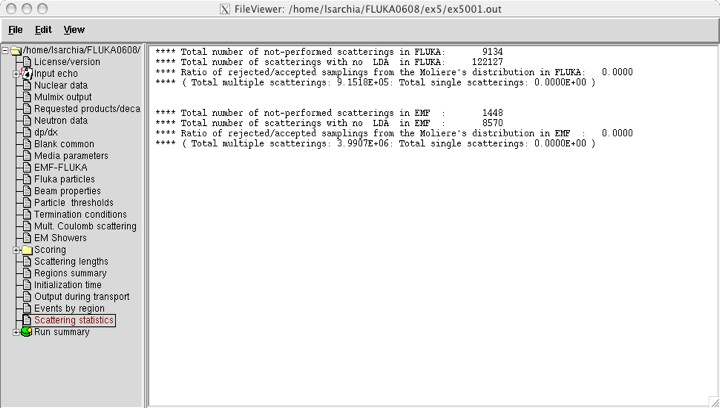 FileViewer: /home/lsarchia/FLUKA0608/ex5/ex5001.out
File Edit View
/home/lsarchia/FLUKA0608/
License/version
Input echo
Nuclear data
Mulmix output
Requested products/deca
Neutron data
dp/dx
Blank common
Media parameters
EMF-FLUKA
Fluka particles
Beam properties
Particle thresholds
Termination conditions
Mult. Coulomb scattering
EM Showers
Scoring
Scattering lengths
Regions summary
Initialization time
Output during transport
Events by region
Scattering statistics
Run summary
**** Total number of not-performed scatterings in FLUKA: 9134
**** Total number of scatterings with no LDA in FLUKA: 122127
**** Ratio of rejected/accepted samplings from the Moliere's distribution in FLUKA: 0.0000
**** ( Total multiple scatterings: 9.1518E+05: Total single scatterings: 0.0000E+00 )
**** Total number of not-performed scatterings in EMF : 1448
**** Total number of scatterings with no LDA in EMF : 8570
**** Ratio of rejected/accepted samplings from the Moliere's distribution in EMF : 0.0000
**** ( Total multiple scatterings: 3.9907E+06: Total single scatterings: 0.0000E+00 )